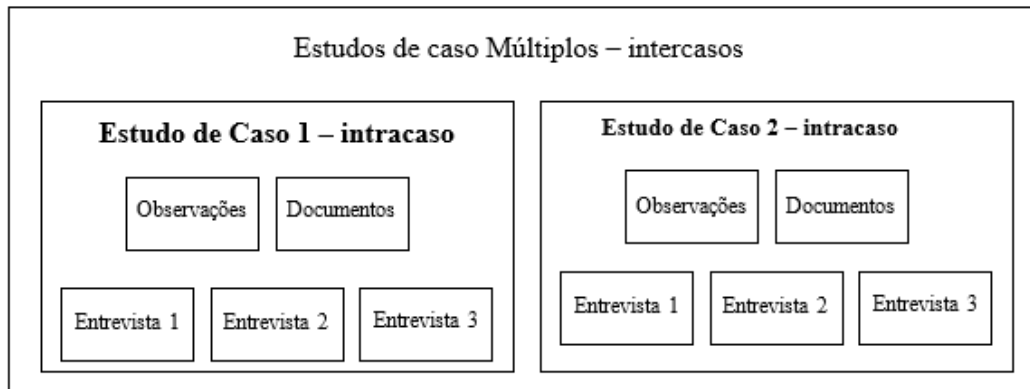 Estudos de caso Múltiplos – intercasos
Estudo de Caso 1 – intracaso
Observações
Documentos
Entrevista 1
Entrevista 2
Entrevista 3
Estudo de Caso 2 – intracaso
Observações
Documentos
Entrevista 1
Entrevista 2
Entrevista 3